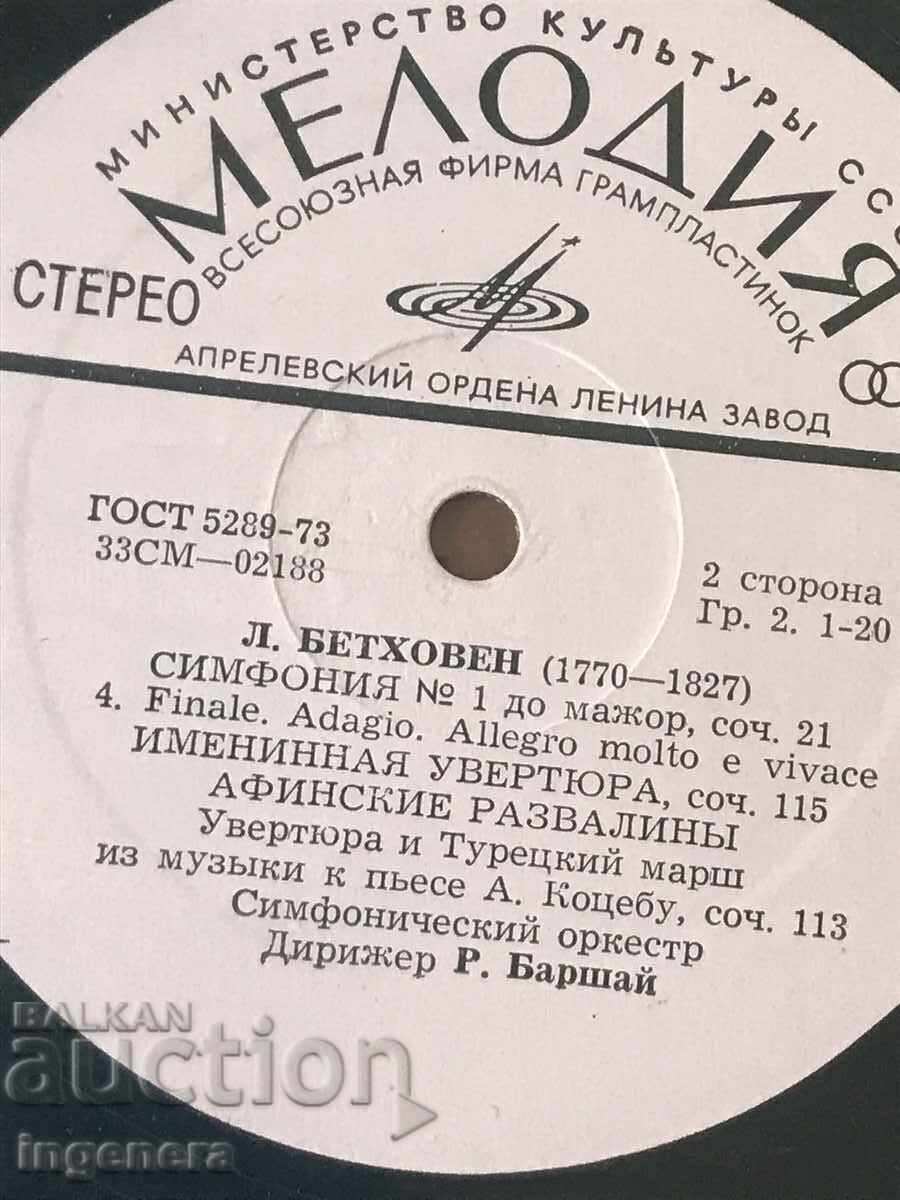 МИНИСТЕРСТВО КУЛЬТУРЫ ССС
МЕЛОДИЯ
ВСЕСОЮЗНАЯ ФИРМА ГРАМПЛАСТИНОК
СТЕРЕО
АПРЕЛЕВСКИЙ ОРДЕНА ЛЕНИНА ЗАВОД
ГОСТ 5289-73
33СМ—02188
2 сторона
Гр. 2. 1-20
Л. БЕТХОВЕН (1770—1827)
СИМФОНИЯ № 1 до мажор, соч. 21
4. Finale. Adagio. Allegro molto e vivace
ИМЕНИННАЯ УВЕРТЮРА, соч. 115
АФИНСКИЕ РАЗВАЛИНЫ
Увертюра и Турецкий марш
из музыки к пьесе А. Коцебу, соч. 113
Симфонический оркестр
Дирижер Р. Баршай
BALKAN
auction
ingenera